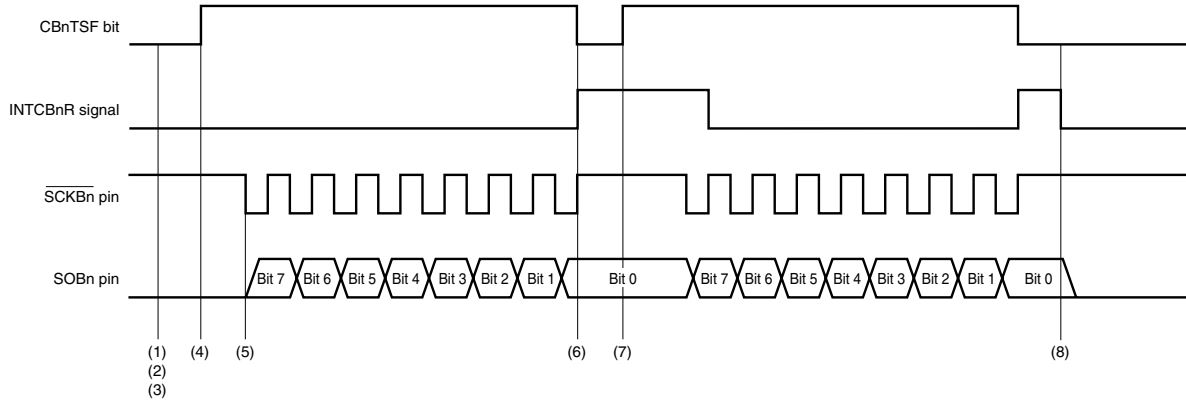 CBnTSF bit
INTCBnR signal
SCKBn pin
SOBn pin
Bit 7 Bit 6 Bit 5 Bit 4 Bit 3 Bit 2 Bit 1 Bit 0 Bit 7 Bit 6 Bit 5 Bit 4 Bit 3 Bit 2 Bit 1 Bit 0
(1) (4) (5) (6) (7) (8)
(2)
(3)